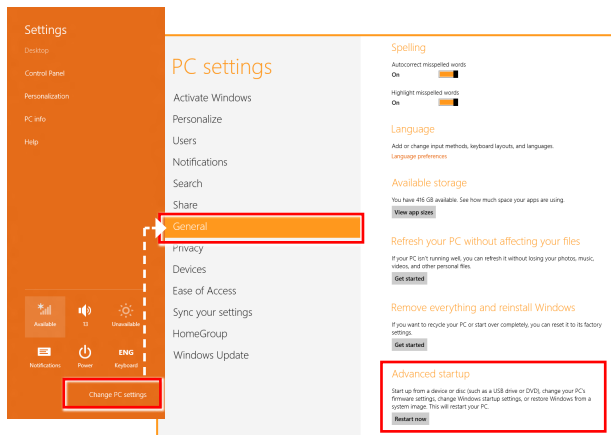 Settings
Desktop
Control Panel
Personalization
PC info
Help
Available
13
Unavailable
Notifications
Power
ENG
Keyboard
Change PC settings
PC settings
Activate Windows
Personalize
Users
Notifications
Search
Share
General
Privacy
Devices
Ease of Access
Sync your settings
HomeGroup
Windows Update
Spelling
Autocorrect misspelled words
On
Highlight misspelled words
On
Language
Add or change input methods, keyboard layouts, and languages.
Language preferences
Available storage
You have 416 GB available. See how much space your apps are using.
View app sizes
Refresh your PC without affecting your files
If your PC isn't running well, you can refresh it without losing your photos, music,
videos, and other personal files.
Get started
Remove everything and reinstall Windows
If you want to recycle your PC or start over completely, you can reset it to its factory
settings.
Get started
Advanced startup
Start up from a device or disc (such as a USB drive or DVD), change your PC's
firmware settings, change Windows startup settings, or restore Windows from a
system image. This will restart your PC.
Restart now